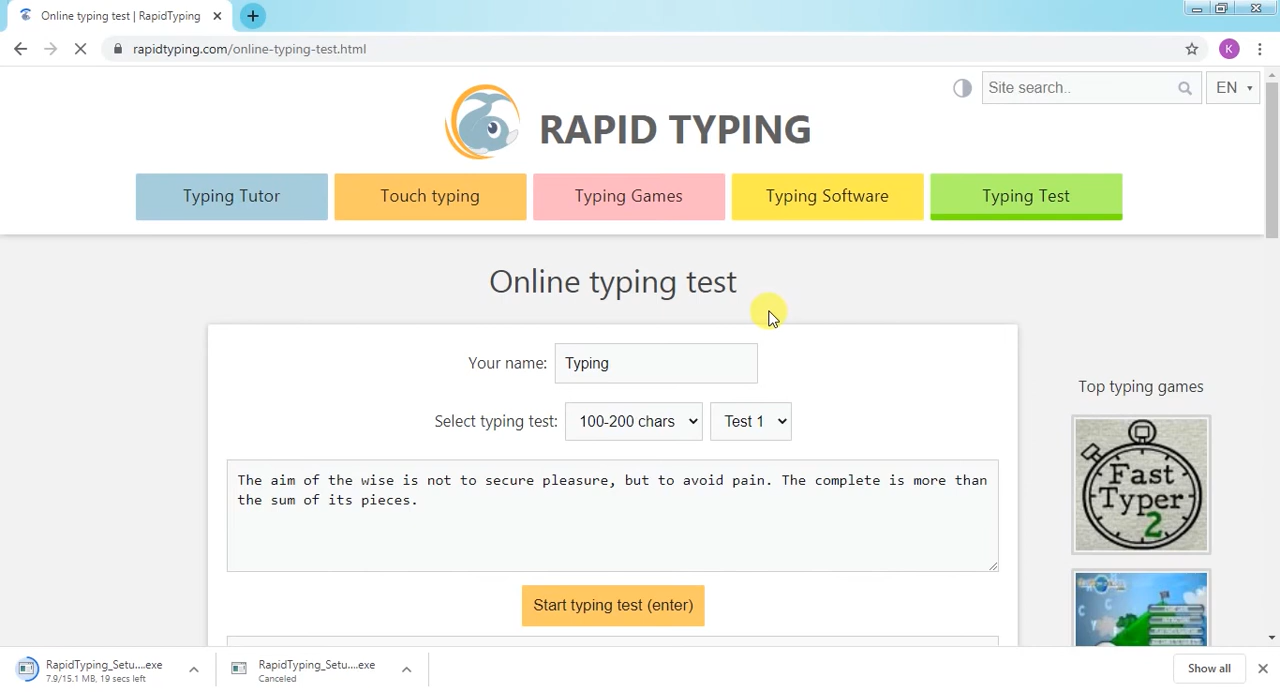 Online typing test | RapidTyping
rapidtyping.com/online-typing-test.html
K
Site search..
EN
RAPID TYPING
Typing Tutor
Touch typing
Typing Games
Typing Software
Typing Test
Online typing test
Your name: Typing
Select typing test: 100-200 chars Test 1
The aim of the wise is not to secure pleasure, but to avoid pain. The complete is more than
the sum of its pieces.
Start typing test (enter)
Top typing games
Fast
Typer
2
RapidTyping_Setu....exe
7.9/15.1 MB, 19 secs left
RapidTyping_Setu....exe
Canceled
Show all